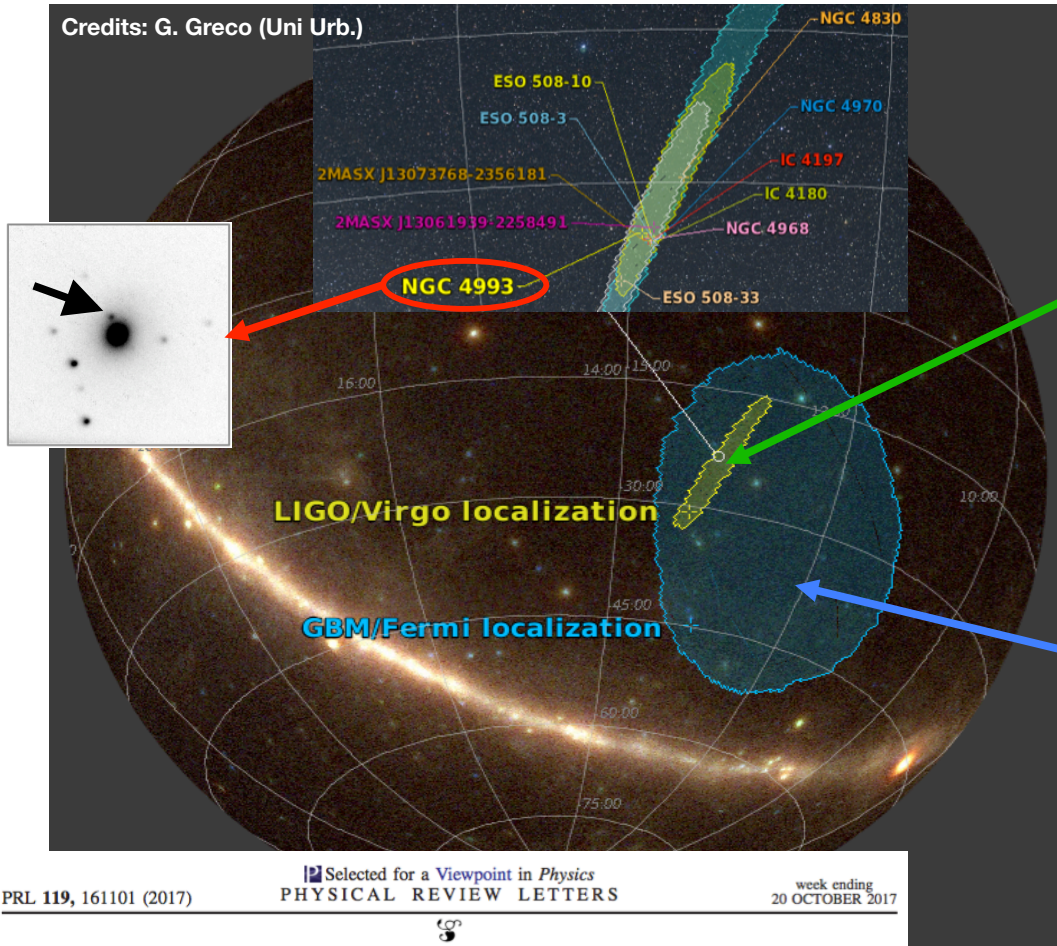 Credits: G. Greco (Uni Urb.)
NGC 4830
ESO 508-10
NGC 4970
ESO 508-3
IC 4197
2MASX J13073768-2356181
IC 4180
2MASX J13061939-2258491
NGC 4968
NGC 4993
ESO 508-33
16:00
14:00
-15:00
10:00
-30:00
LIGO/Virgo localization
-45:00
GBM/Fermi localization
-60:00
-75:00
Selected for a Viewpoint in Physics
PRL 119, 161101 (2017)
PHYSICAL REVIEW LETTERS
week ending
20 OCTOBER 2017